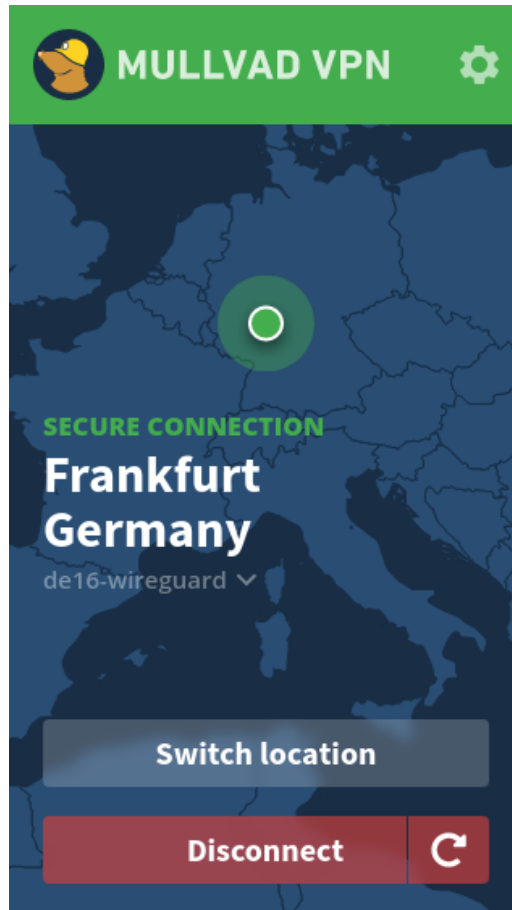 MULLVAD VPN
SECURE CONNECTION
Frankfurt
Germany
de16-wireguard
Switch location
Disconnect